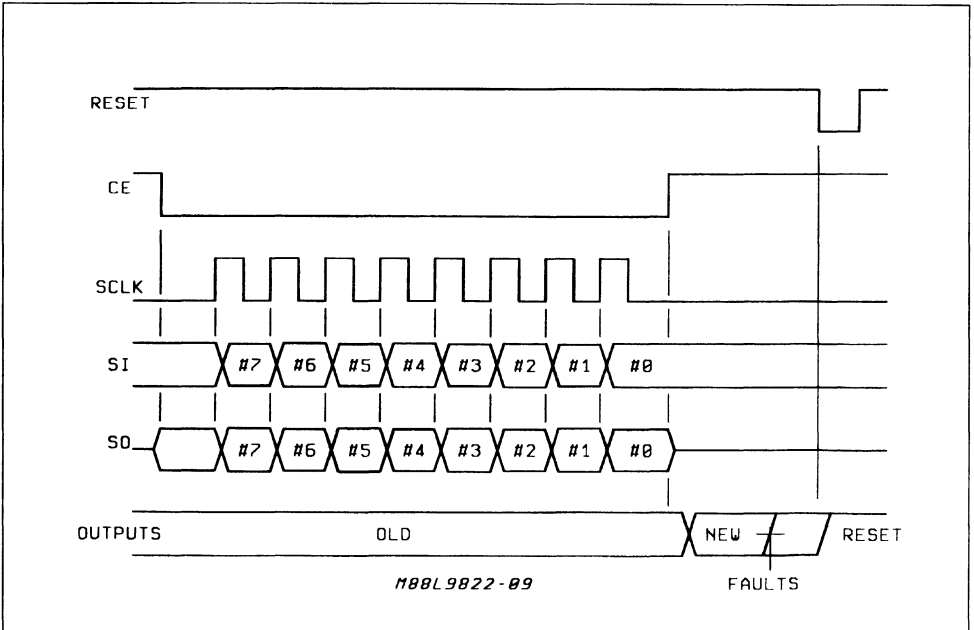 RESET
CE
SCLK
SI #7 #6 #5 #4 #3 #2 #1 #0
SO #7 #6 #5 #4 #3 #2 #1 #0
OUTPUTS OLD NEW RESET
M88L9822-09 FAULTS